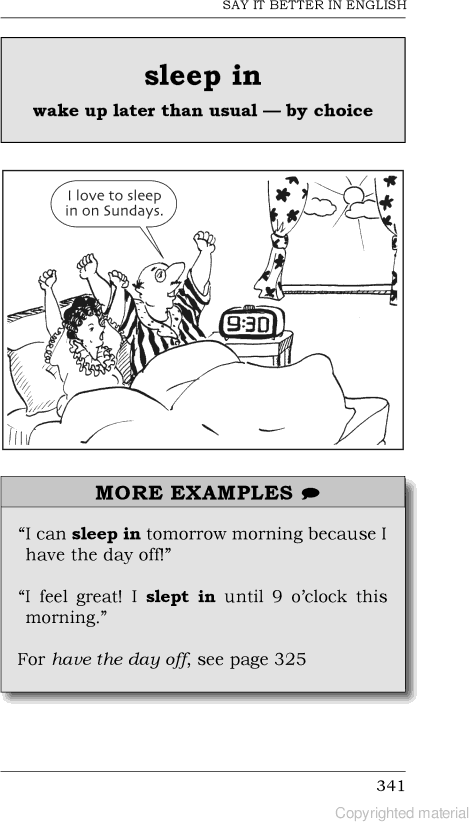 SAY IT BETTER IN ENGLISH
sleep in
wake up later than usual — by choice
I love to sleep
in on Sundays.
9:30
MORE EXAMPLES
“I can sleep in tomorrow morning because I
have the day off!”
“I feel great! I slept in until 9 o’clock this
morning.”
For have the day off, see page 325
341
Copyrighted material